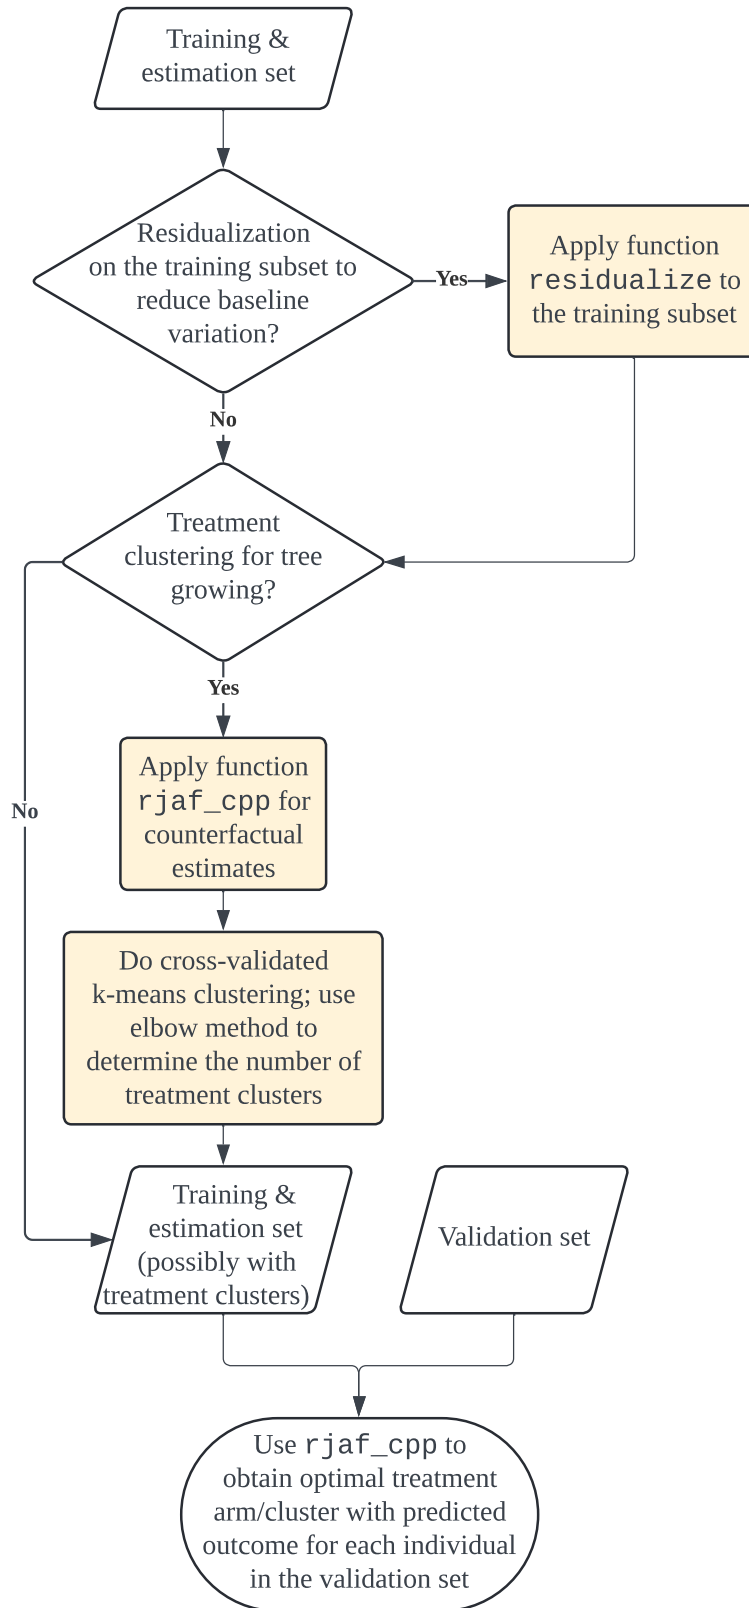 Training &
estimation set
Residualization
on the training subset to
reduce baseline
variation?
Yes
Apply function
residualize to
the training subset
No
Treatment
clustering for tree
growing?
Yes
No
Apply function
rjaf_cpp for
counterfactual
estimates
Do cross-validated
k-means clustering; use
elbow method to
determine the number of
treatment clusters
Training &
estimation set
(possibly with
treatment clusters)
Validation set
Use rjaf_cpp to
obtain optimal treatment
arm/cluster with predicted
outcome for each individual
in the validation set